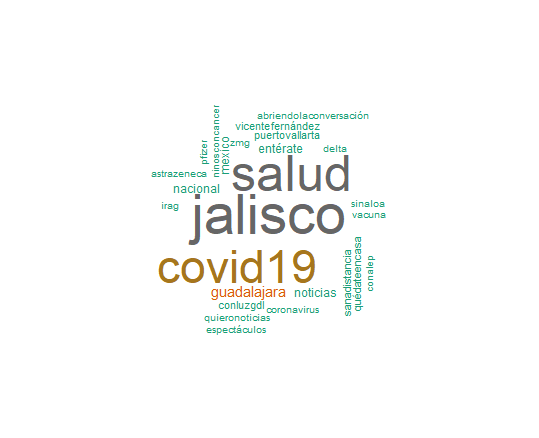 abriendolaconversación
vicentefernández
puertovallarta
zmg
entérate
delta
pfizer
ninosconcancer
mexico
astrazeneca
nacional
salud
irag
jalisco
sinaloa
vacuna
covid19
sanadistancia
quédateencasa
conalep
guadalajara
noticias
conluzgdl
coronavirus
quieronoticias
espectáculos